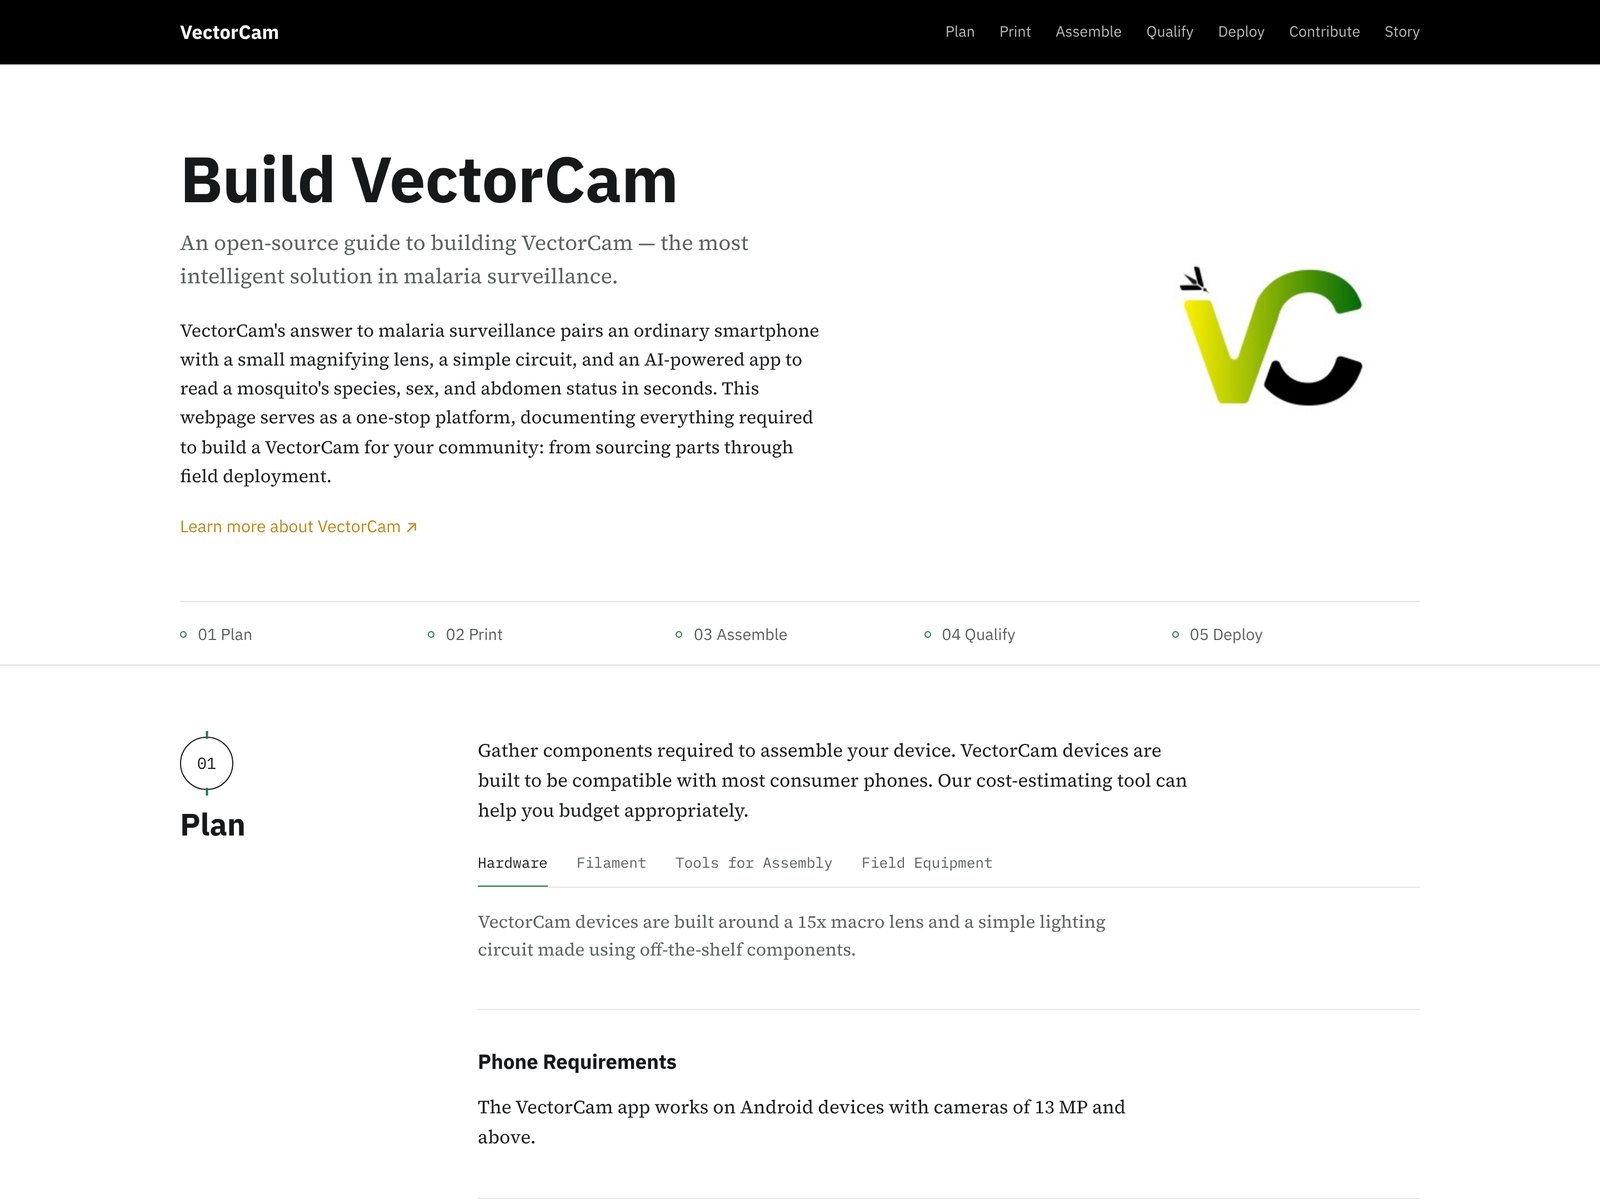 VectorCam
Plan Print Assemble Qualify Deploy Contribute Story
Build VectorCam
An open-source guide to building VectorCam — the most
intelligent solution in malaria surveillance.
VectorCam's answer to malaria surveillance pairs an ordinary smartphone
with a small magnifying lens, a simple circuit, and an AI-powered app to
read a mosquito's species, sex, and abdomen status in seconds. This
webpage serves as a one-stop platform, documenting everything required
to build a VectorCam for your community: from sourcing parts through
field deployment.
Learn more about VectorCam ↗
VC
01 Plan
02 Print
03 Assemble
04 Qualify
05 Deploy
01
Plan
Gather components required to assemble your device. VectorCam devices are
built to be compatible with most consumer phones. Our cost-estimating tool can
help you budget appropriately.
Hardware Filament Tools for Assembly Field Equipment
VectorCam devices are built around a 15x macro lens and a simple lighting
circuit made using off-the-shelf components.
Phone Requirements
The VectorCam app works on Android devices with cameras of 13 MP and
above.